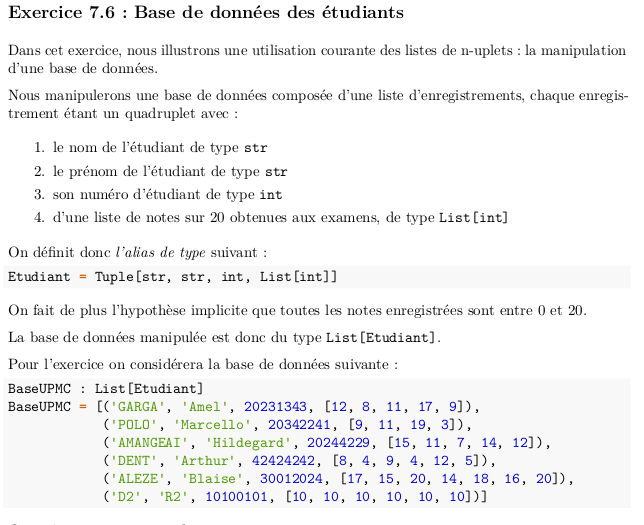 Exercice 7.6 : Base de données des étudiants
Dans cet exercice, nous illustrons une utilisation courante des listes de n-uplets : la manipulation
d'une base de données.
Nous manipulerons une base de données composée d'une liste d'enregistrements, chaque enregis-
trement étant un quadruplet avec :
1. le nom de l'étudiant de type str
2. le prénom de l'étudiant de type str
3. son numéro d'étudiant de type int
4. d'une liste de notes sur 20 obtenues aux examens, de type List[int]
On définit donc l'alias de type suivant :
Etudiant = Tuple[str, str, int, List[int]]
On fait de plus l'hypothèse implicite que toutes les notes enregistrées sont entre 0 et 20.
La base de données manipulée est donc du type List[Etudiant].
Pour l'exercice on considérera la base de données suivante :
BaseUPMC : List[Etudiant]
BaseUPMC = [('GARGA', 'Amel', 20231343, [12, 8, 11, 17, 9]),
('POLO', 'Marcello', 20342241, [9, 11, 19, 3]),
('AMANGEAI', 'Hildegard', 20244229, [15, 11, 7, 14, 12]),
('DENT', 'Arthur', 42424242, [8, 4, 9, 4, 12, 5]),
('ALEZE', 'Blaise', 30012024, [17, 15, 20, 14, 18, 16, 20]),
('D2', 'R2', 10100101, [10, 10, 10, 10, 10, 10])]